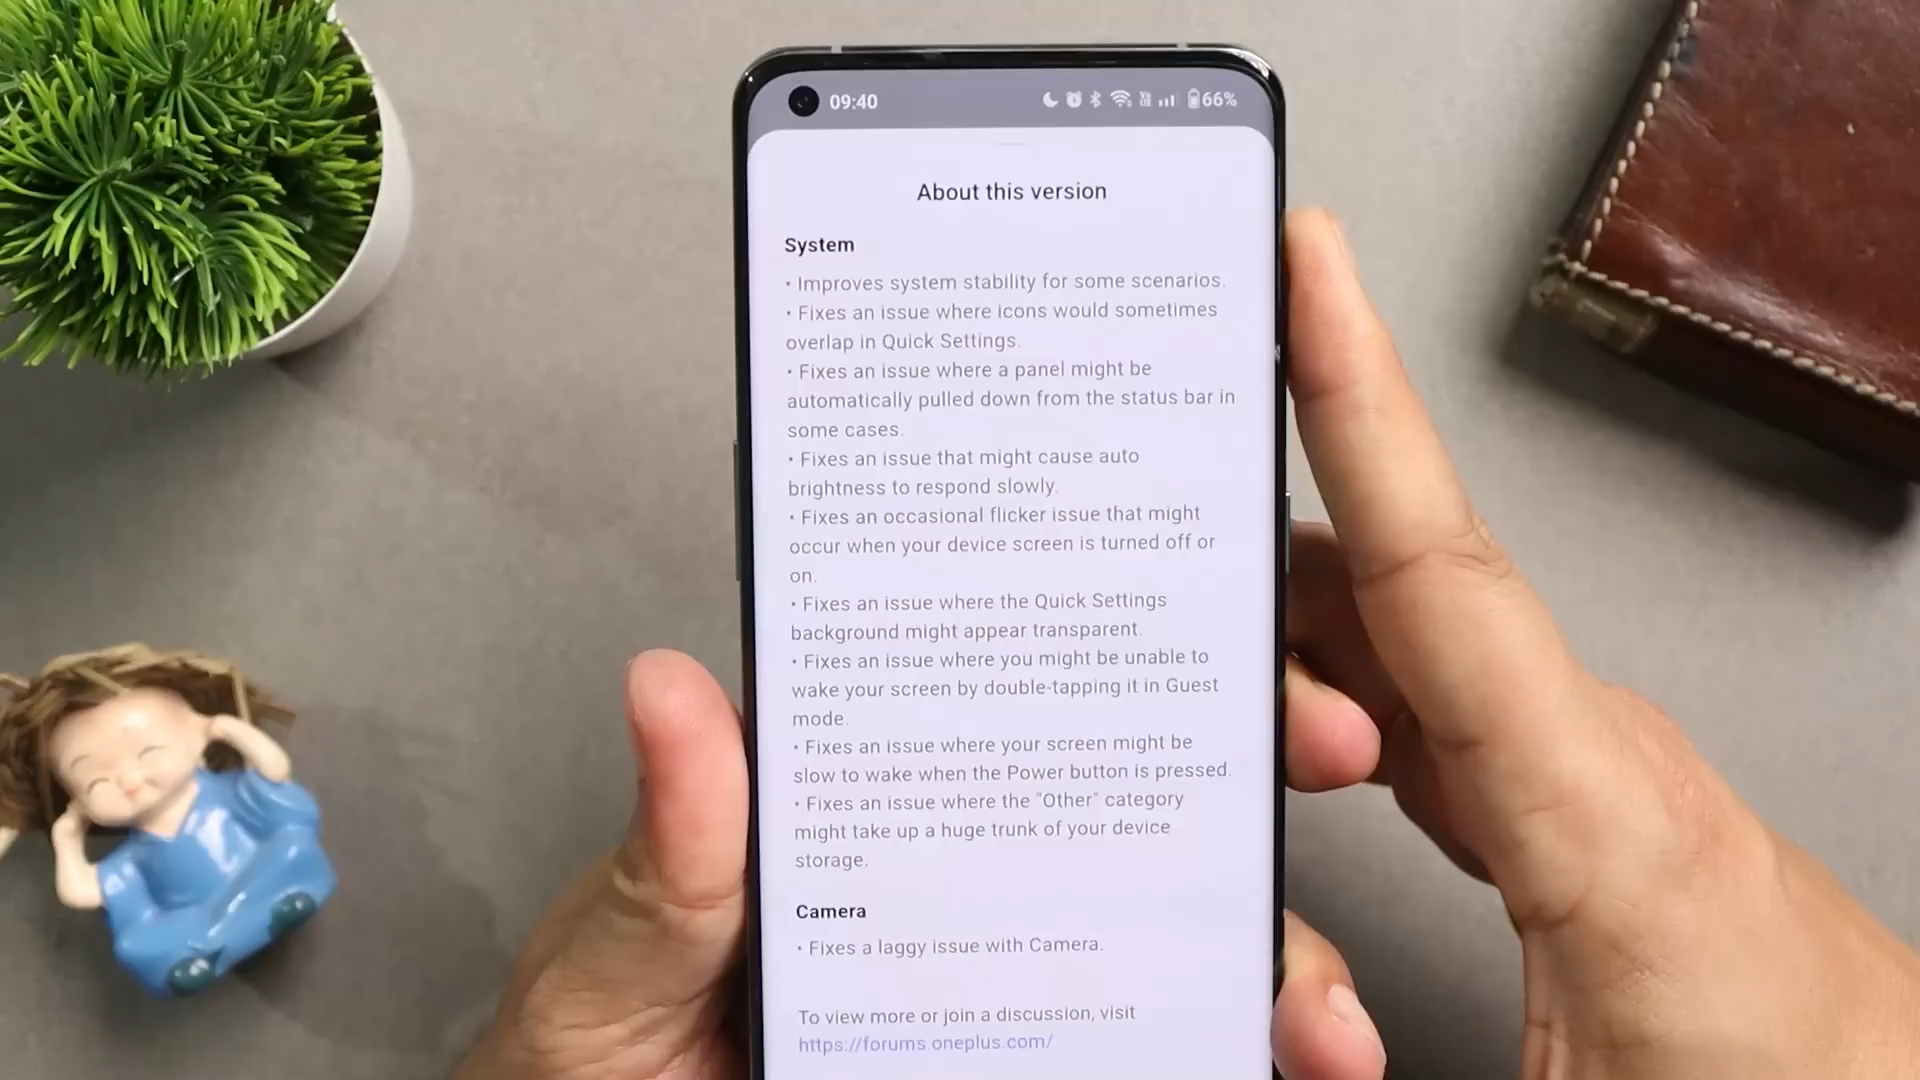 09:40
66%
About this version
System
• Improves system stability for some scenarios.
• Fixes an issue where icons would sometimes
overlap in Quick Settings.
• Fixes an issue where a panel might be
automatically pulled down from the status bar in
some cases.
• Fixes an issue that might cause auto
brightness to respond slowly.
• Fixes an occasional flicker issue that might
occur when your device screen is turned off or
on.
• Fixes an issue where the Quick Settings
background might appear transparent.
• Fixes an issue where you might be unable to
wake your screen by double-tapping it in Guest
mode.
• Fixes an issue where your screen might be
slow to wake when the Power button is pressed.
• Fixes an issue where the "Other" category
might take up a huge trunk of your device
storage.
Camera
• Fixes a laggy issue with Camera.
To view more or join a discussion, visit
https://forums.oneplus.com/